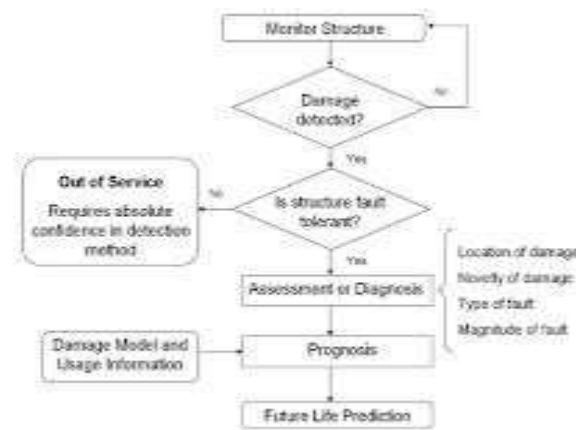 Monitor Structure
Damage
detected?
No
Yes
Out of Service
Requires absolute
confidence in detection
method
No
Is structure fault
tolerant?
Yes
Assessment or Diagnosis
Location of damage
Novelty of damage
Type of fault
Magnitude of fault
Damage Model and
Usage Information
Prognosis
Future Life Prediction